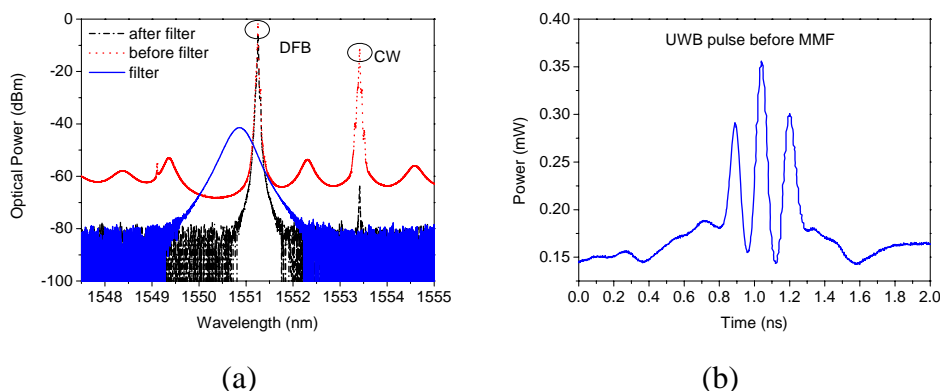 0
-20
-40
-60
-80
-100
Optical Power (dBm)
after filter
before filter
filter
DFB
CW
1548 1549 1550 1551 1552 1553 1554 1555
Wavelength (nm)
(a)
0.40
0.35
0.30
0.25
0.20
0.15
Power (mW)
UWB pulse before MMF
0.0 0.2 0.4 0.6 0.8 1.0 1.2 1.4 1.6 1.8 2.0
Time (ns)
(b)